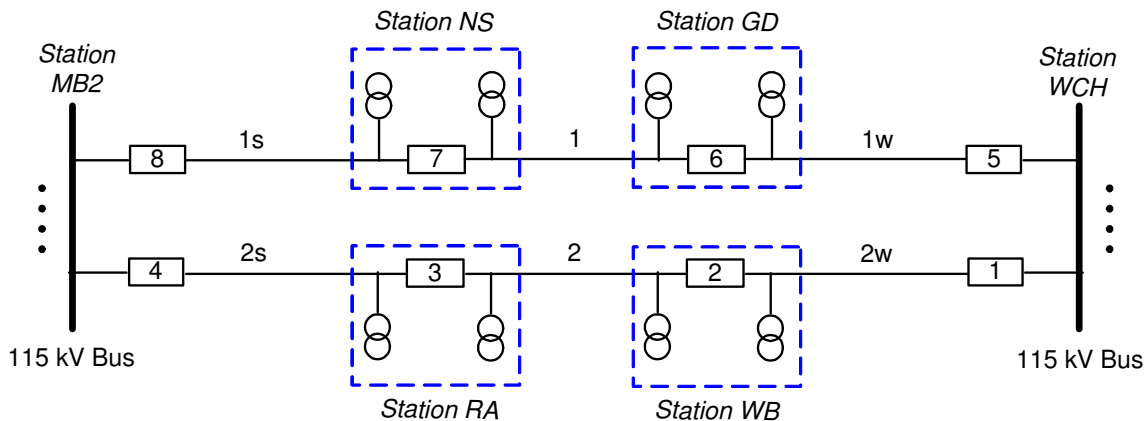 Station NS
Station GD
Station
MB2
Station
WCH
8
1s
7
1
6
1w
5
4
2s
3
2
2
2w
1
115 kV Bus
115 kV Bus
Station RA
Station WB